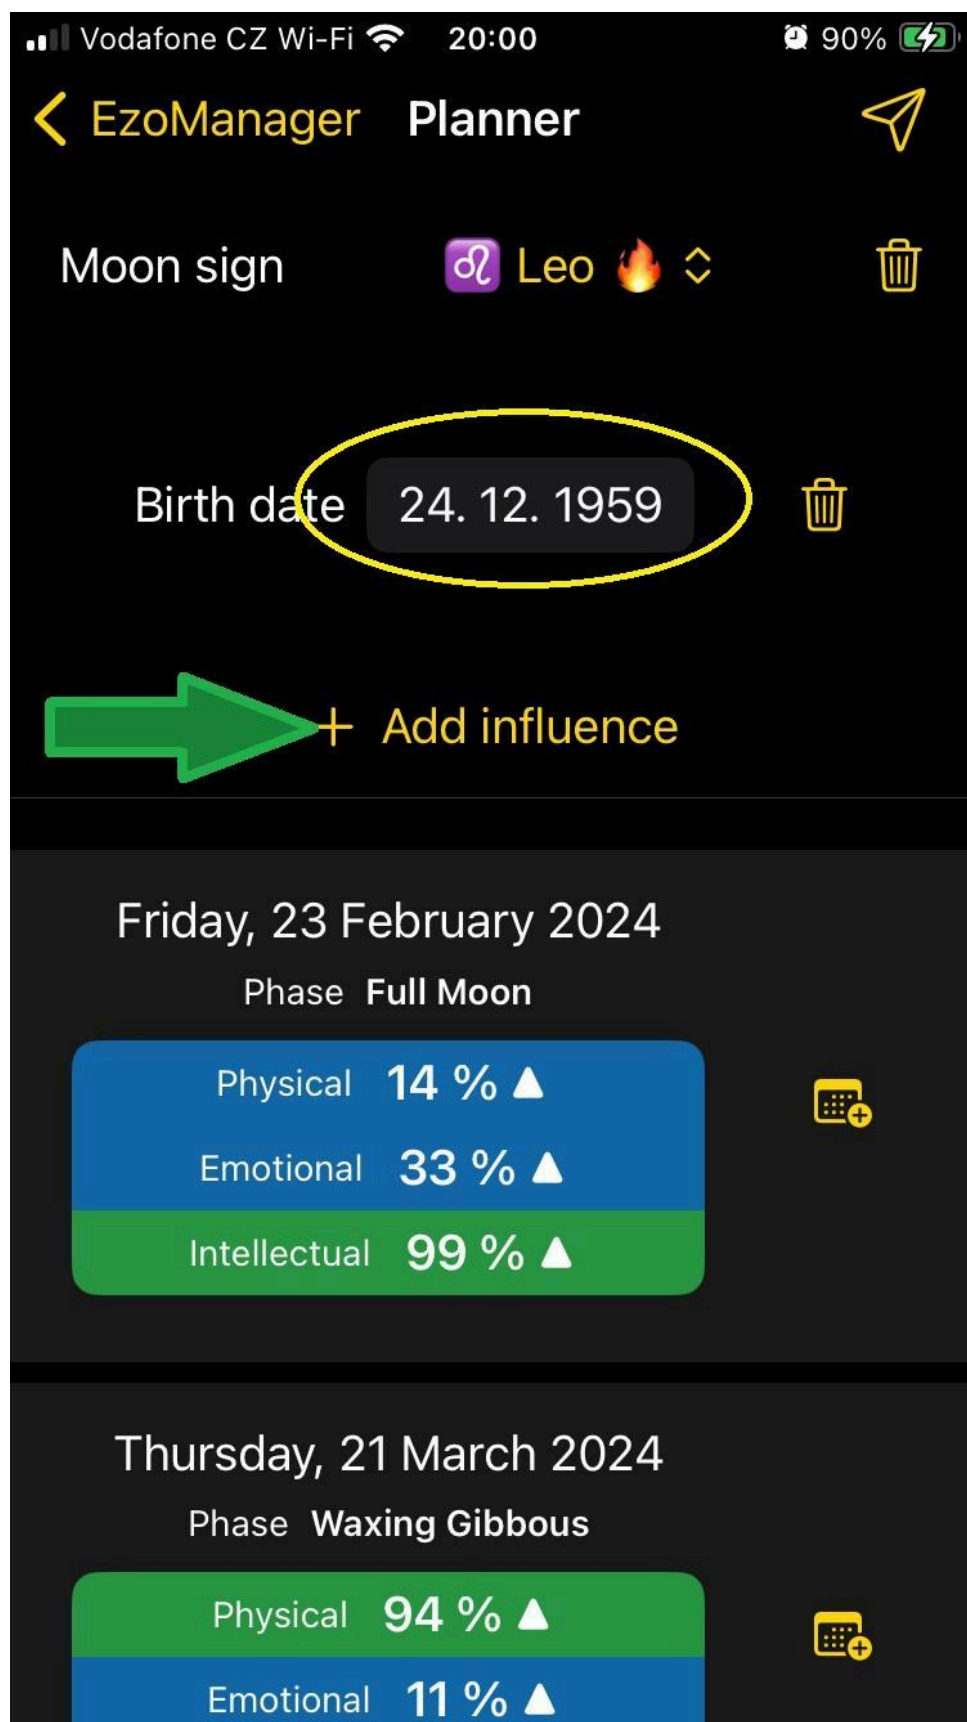 Vodafone CZ Wi-Fi 20:00 90%
EzoManager Planner
Moon sign ♌ Leo 🔥
Birth date 24. 12. 1959
+ Add influence
Friday, 23 February 2024
Phase Full Moon
Physical 14 % ▲
Emotional 33 % ▲
Intellectual 99 % ▲
Thursday, 21 March 2024
Phase Waxing Gibbous
Physical 94 % ▲
Emotional 11 % ▲